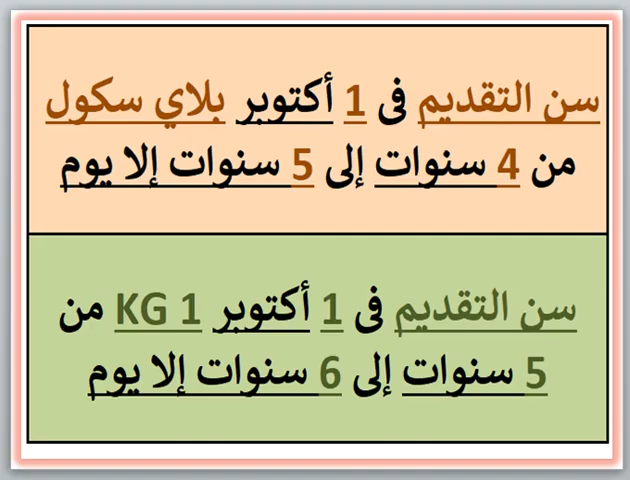 سن التقديم فى 1 أكتوبر بلاي سكول
من 4 سنوات إلى 5 سنوات إلا يوم
سن التقديم فى 1 أكتوبر KG 1 من
5 سنوات إلى 6 سنوات إلا يوم